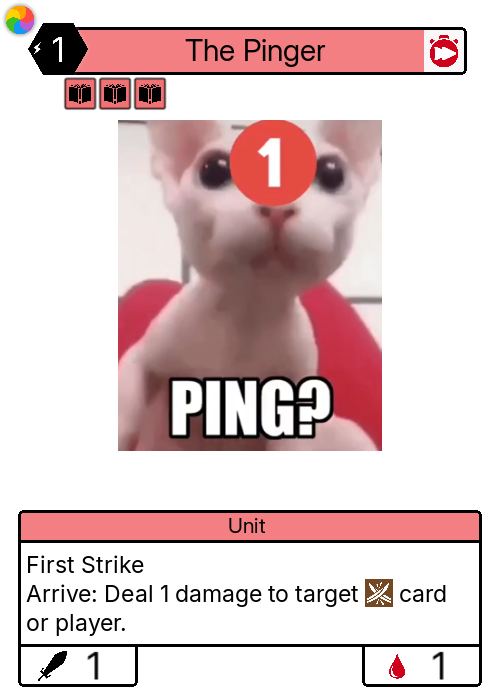 1 The Pinger
1
PING?
Unit
First Strike
Arrive: Deal 1 damage to target card
or player.
1 1